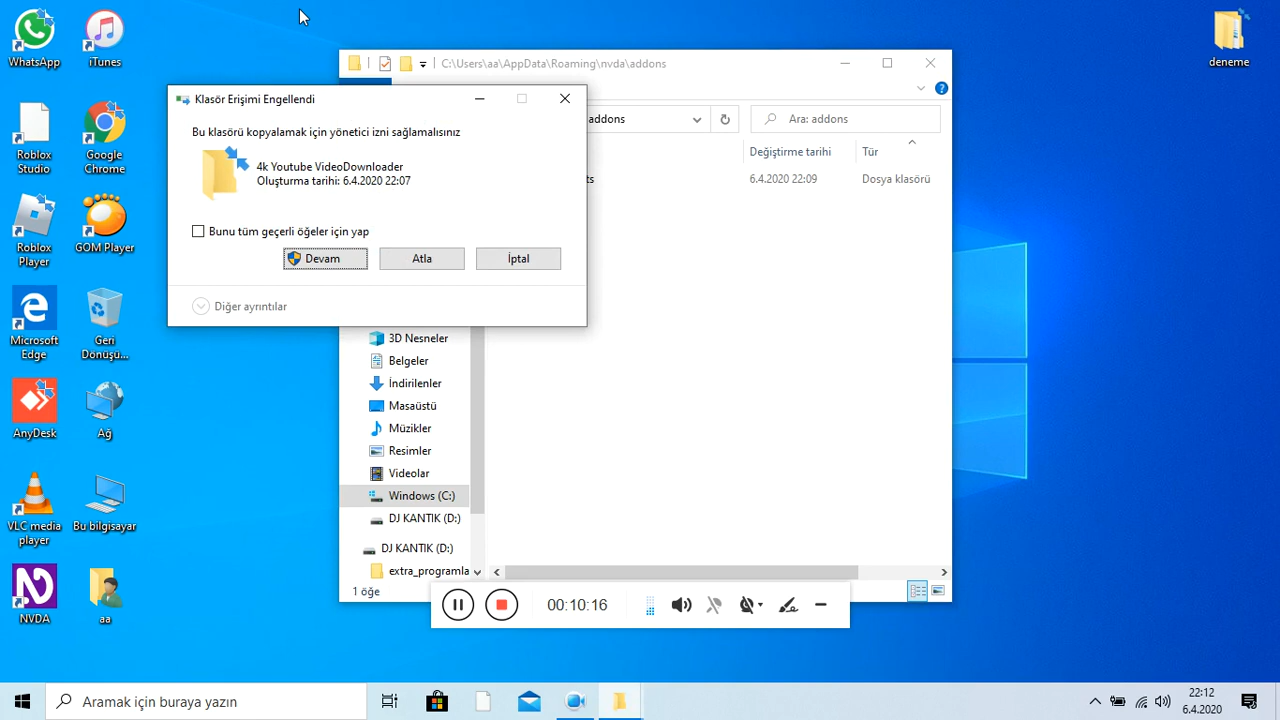 WhatsApp
iTunes
Roblox
Studio
Google
Chrome
Roblox
Player
GOM Player
Microsoft
Edge
Geri
Dönüşü...
AnyDesk
Ağ
VLC media
player
Bu bilgisayar
NVDA
aa
deneme
C:\Users\aa\AppData\Roaming\nvda\addons
addons
Ara: addons
Değiştirme tarihi
Tür
ts
6.4.2020 22:09
Dosya klasörü
Klasör Erişimi Engellendi
Bu klasörü kopyalamak için yönetici izni sağlamalısınız
4k Youtube VideoDownloader
Oluşturma tarihi: 6.4.2020 22:07
Bunu tüm geçerli öğeler için yap
Devam
Atla
İptal
Diğer ayrıntılar
3D Nesneler
Belgeler
İndirilenler
Masaüstü
Müzikler
Resimler
Videolar
Windows (C:)
DJ KANTIK (D:)
DJ KANTIK (D:)
extra_programla
1 öğe
00:10:16
Aramak için buraya yazın
22:12
6.4.2020